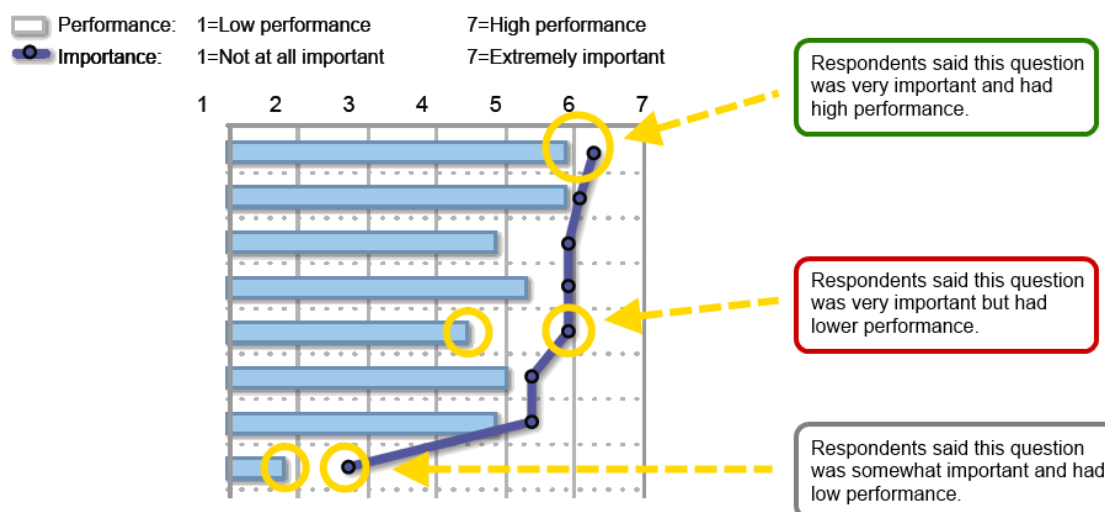 Performance: 1=Low performance 7=High performance
Importance: 1=Not at all important 7=Extremely important
1 2 3 4 5 6 7
Respondents said this question
was very important and had
high performance.
Respondents said this question
was very important but had
lower performance.
Respondents said this question
was somewhat important and had
low performance.